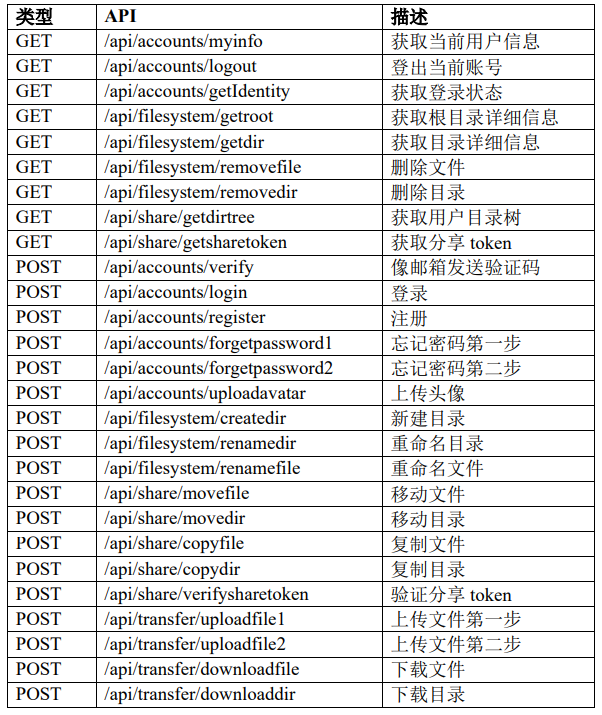 类型 API 描述
GET /api/accounts/myinfo 获取当前用户信息
GET /api/accounts/logout 登出当前账号
GET /api/accounts/getIdentity 获取登录状态
GET /api/filesystem/getroot 获取根目录详细信息
GET /api/filesystem/getdir 获取目录详细信息
GET /api/filesystem/removefile 删除文件
GET /api/filesystem/removedir 删除目录
GET /api/share/getdirtree 获取用户目录树
GET /api/share/getsharetoken 获取分享 token
POST /api/accounts/verify 像邮箱发送验证码
POST /api/accounts/login 登录
POST /api/accounts/register 注册
POST /api/accounts/forgetpassword1 忘记密码第一步
POST /api/accounts/forgetpassword2 忘记密码第二步
POST /api/accounts/uploadavatar 上传头像
POST /api/filesystem/createdir 新建目录
POST /api/filesystem/renamedir 重命名目录
POST /api/filesystem/renamefile 重命名文件
POST /api/share/movefile 移动文件
POST /api/share/movedir 移动目录
POST /api/share/copyfile 复制文件
POST /api/share/copydir 复制目录
POST /api/share/verifysharetoken 验证分享 token
POST /api/transfer/uploadfile1 上传文件第一步
POST /api/transfer/uploadfile2 上传文件第二步
POST /api/transfer/downloadfile 下载文件
POST /api/transfer/downloaddir 下载目录